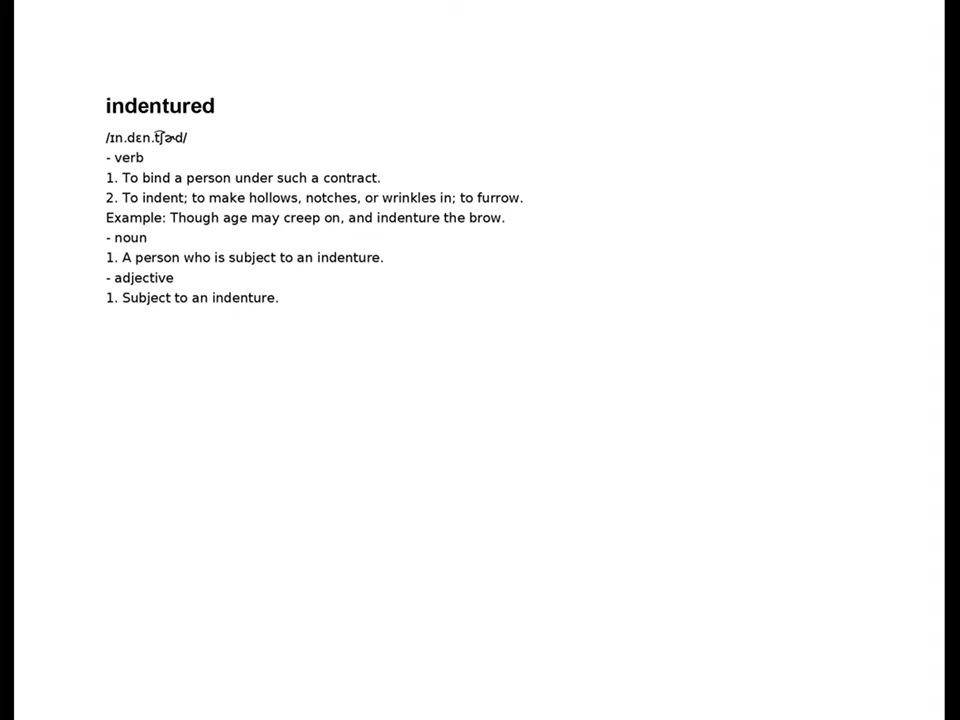 indentured
/ɪn.dɛn.t͡ʃɚd/
- verb
1. To bind a person under such a contract.
2. To indent; to make hollows, notches, or wrinkles in; to furrow.
Example: Though age may creep on, and indenture the brow.
- noun
1. A person who is subject to an indenture.
- adjective
1. Subject to an indenture.